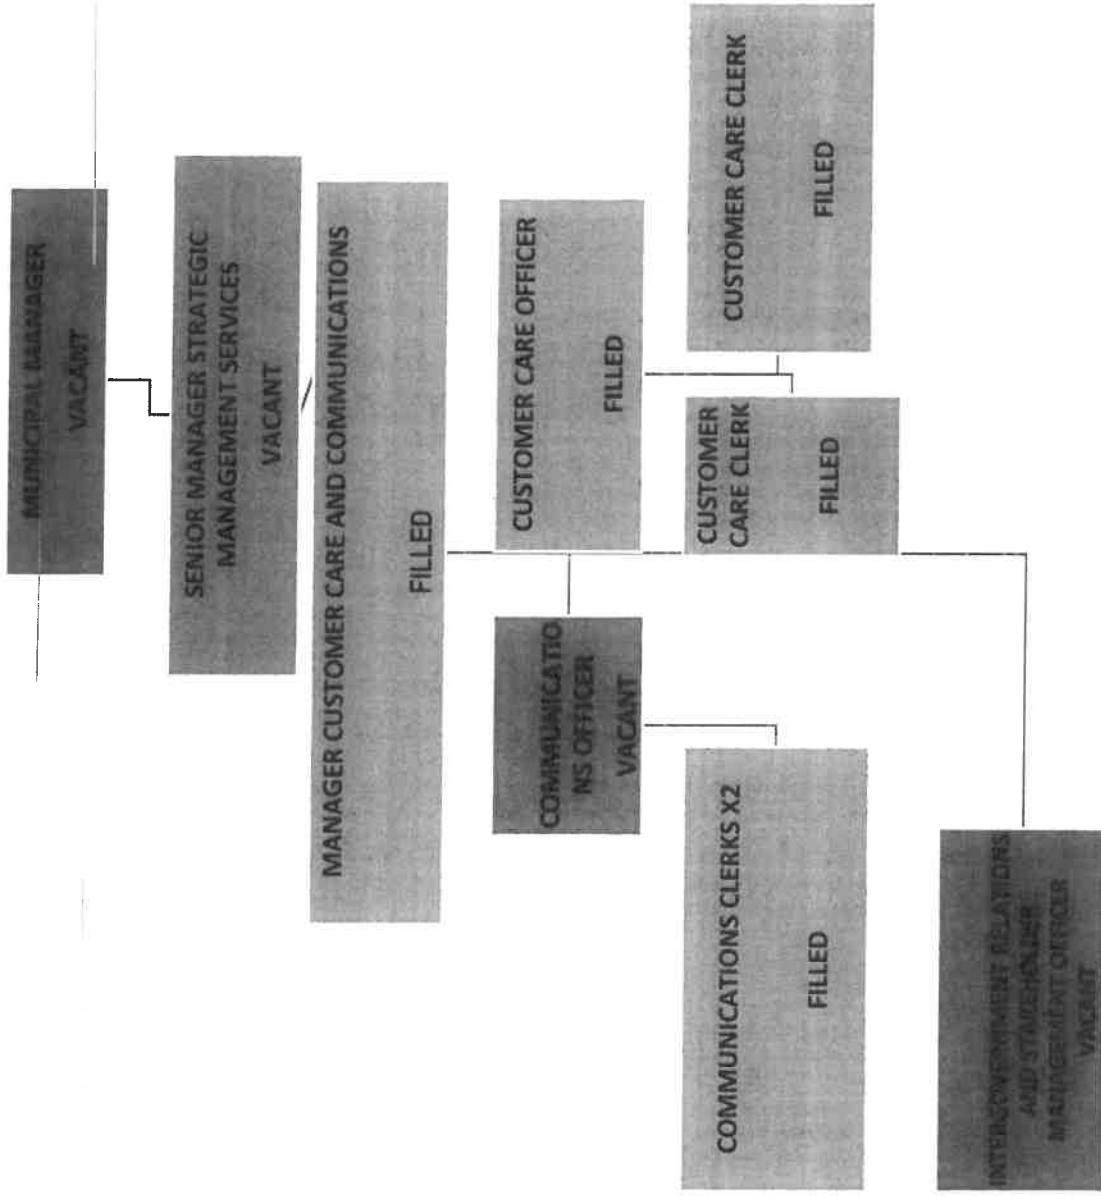 MUNICIPAL MANAGER
VACANT
SENIOR MANAGER STRATEGIC
MANAGEMENT SERVICES
VACANT
MANAGER CUSTOMER CARE AND COMMUNICATIONS
FILLED
COMMUNICATIO
NS OFFICER
VACANT
CUSTOMER CARE OFFICER
FILLED
COMMUNICATIONS CLERKS X2
FILLED
CUSTOMER
CARE CLERK
FILLED
CUSTOMER CARE CLERK
FILLED
INTERGOVERNMENT RELATIONS
AND STAKEHOLDER
MANAGEMENT OFFICER
VACANT